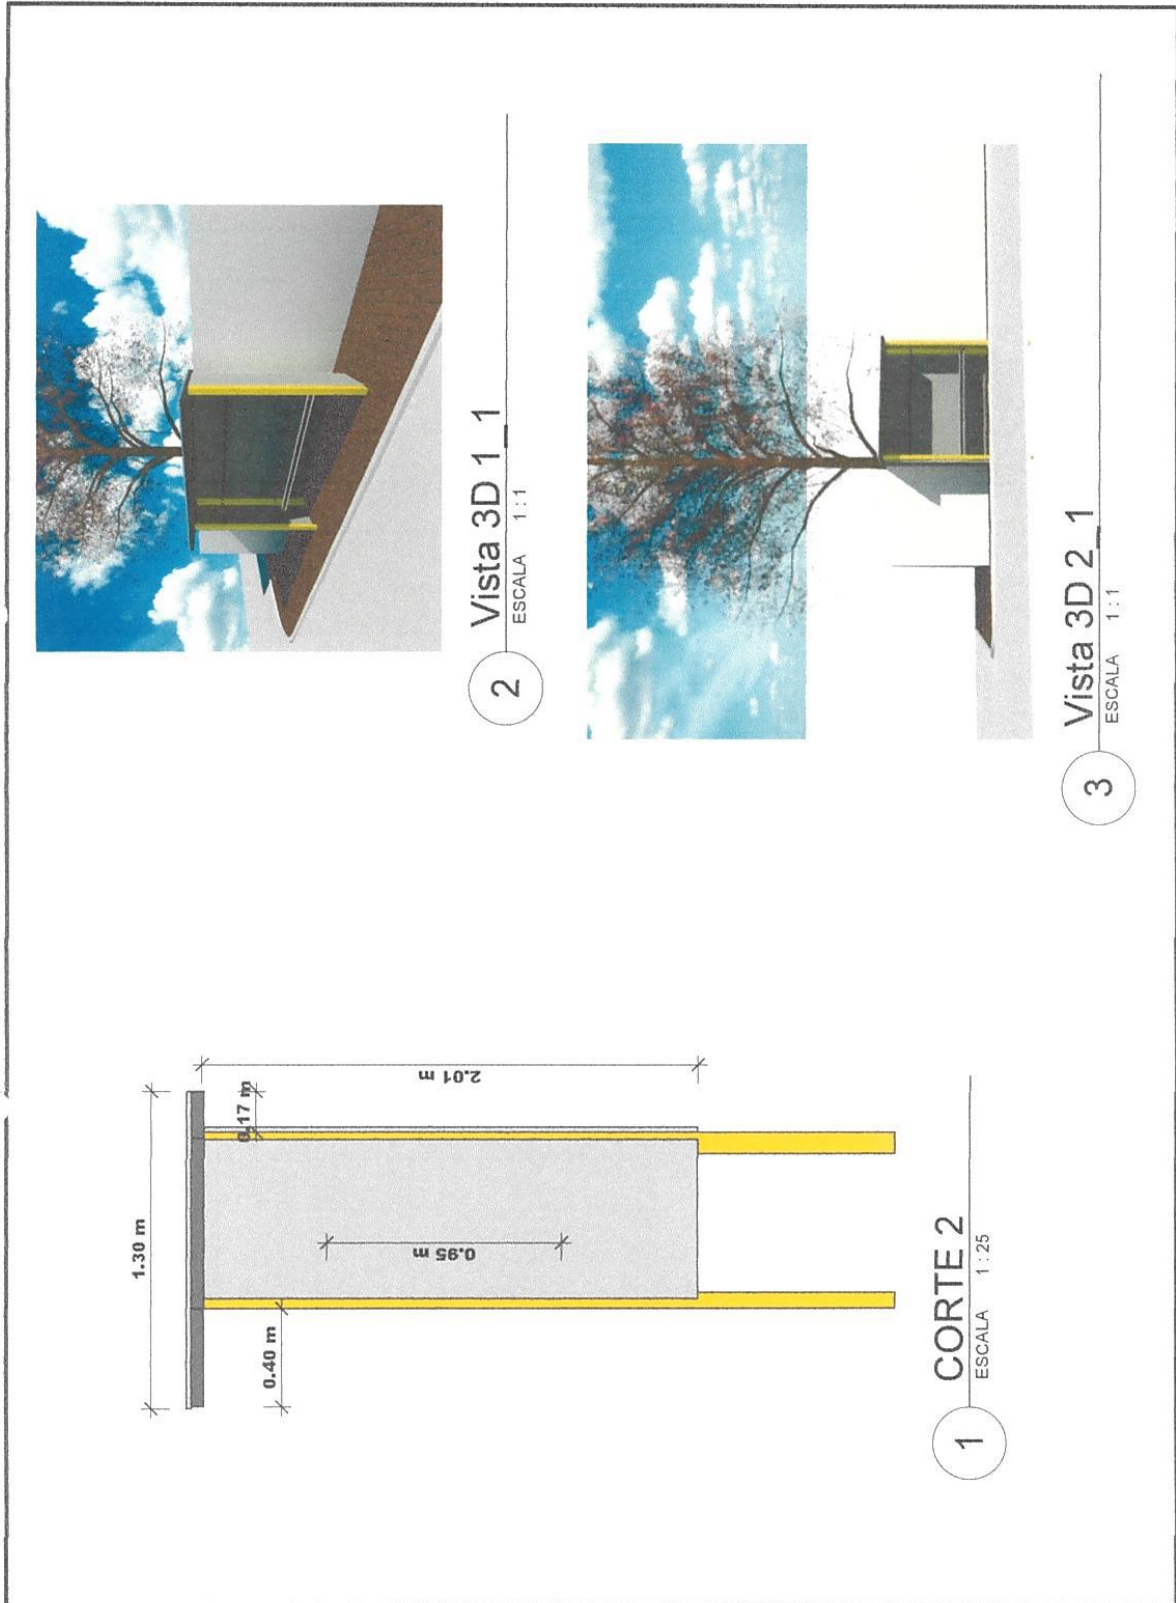 1.30 m
0.40 m
0.17 m
2.01 m
0.95 m
1
CORTE 2
ESCALA 1 : 25
2
Vista 3D 1_1
ESCALA 1 : 1
3
Vista 3D 2_1
ESCALA 1 : 1